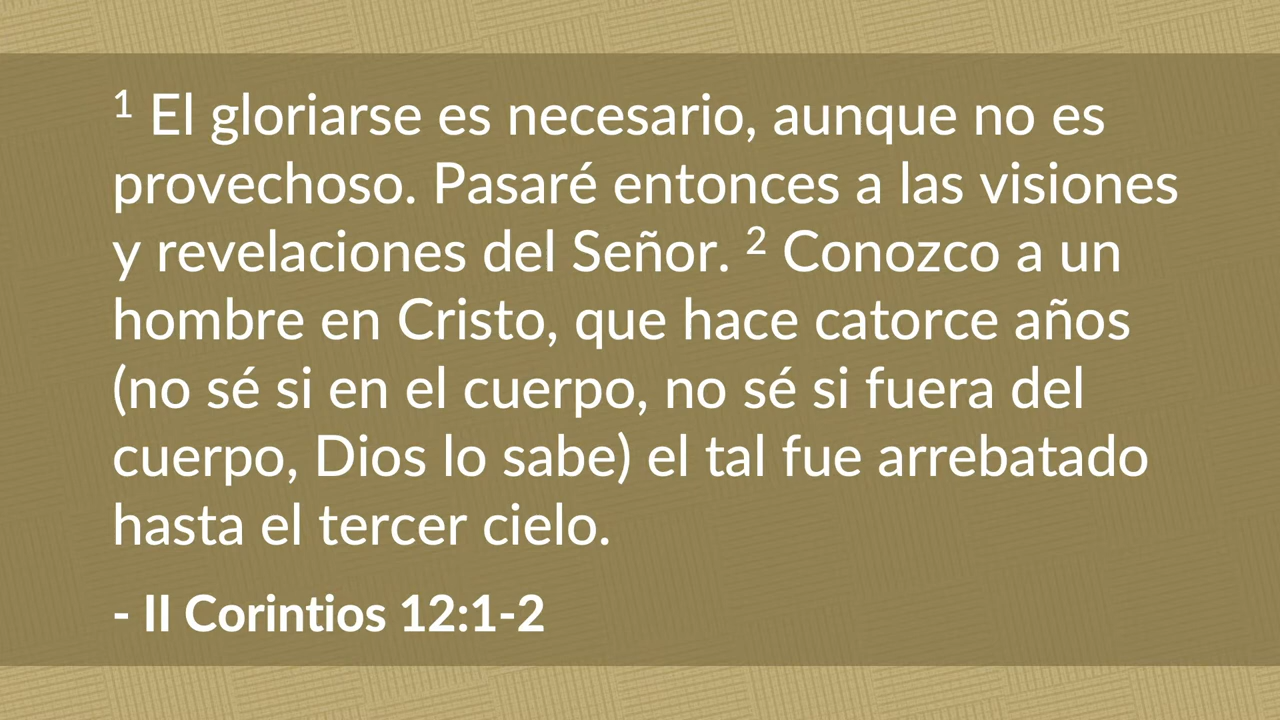 ¹ El gloriarse es necesario, aunque no es
provechoso. Pasaré entonces a las visiones
y revelaciones del Señor. ² Conozco a un
hombre en Cristo, que hace catorce años
(no sé si en el cuerpo, no sé si fuera del
cuerpo, Dios lo sabe) el tal fue arrebatado
hasta el tercer cielo.
- II Corintios 12:1-2